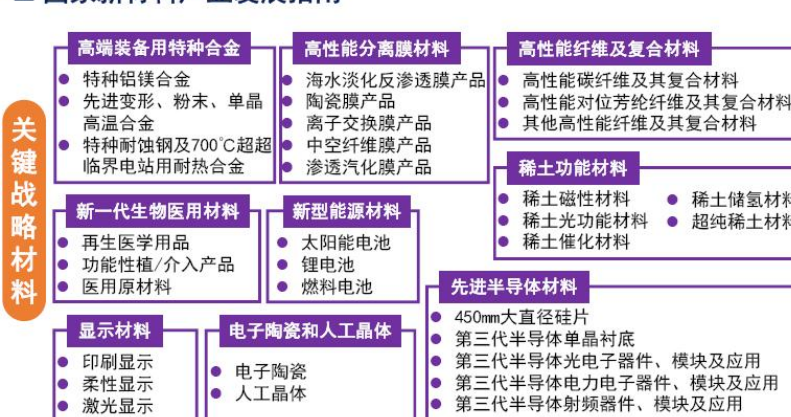 关键战略材料
高端装备用特种合金
特种铝镁合金
先进变形、粉末、单晶
高温合金
特种耐蚀钢及700℃超超
临界电站用耐热合金
高性能分离膜材料
海水淡化反渗透膜产品
陶瓷膜产品
离子交换膜产品
中空纤维膜产品
渗透汽化膜产品
高性能纤维及复合材料
高性能碳纤维及其复合材料
高性能对位芳纶纤维及其复合材料
其他高性能纤维及其复合材料
稀土功能材料
稀土磁性材料
稀土光功能材料
稀土催化材料
稀土储氢材料
超纯稀土材料
新一代生物医用材料
再生医学用品
功能性植/介入产品
医用原材料
新型能源材料
太阳能电池
锂电池
燃料电池
先进半导体材料
450mm大直径硅片
第三代半导体单晶衬底
第三代半导体光电子器件、模块及应用
第三代半导体电力电子器件、模块及应用
第三代半导体射频器件、模块及应用
显示材料
印刷显示
柔性显示
激光显示
电子陶瓷和人工晶体
电子陶瓷
人工晶体